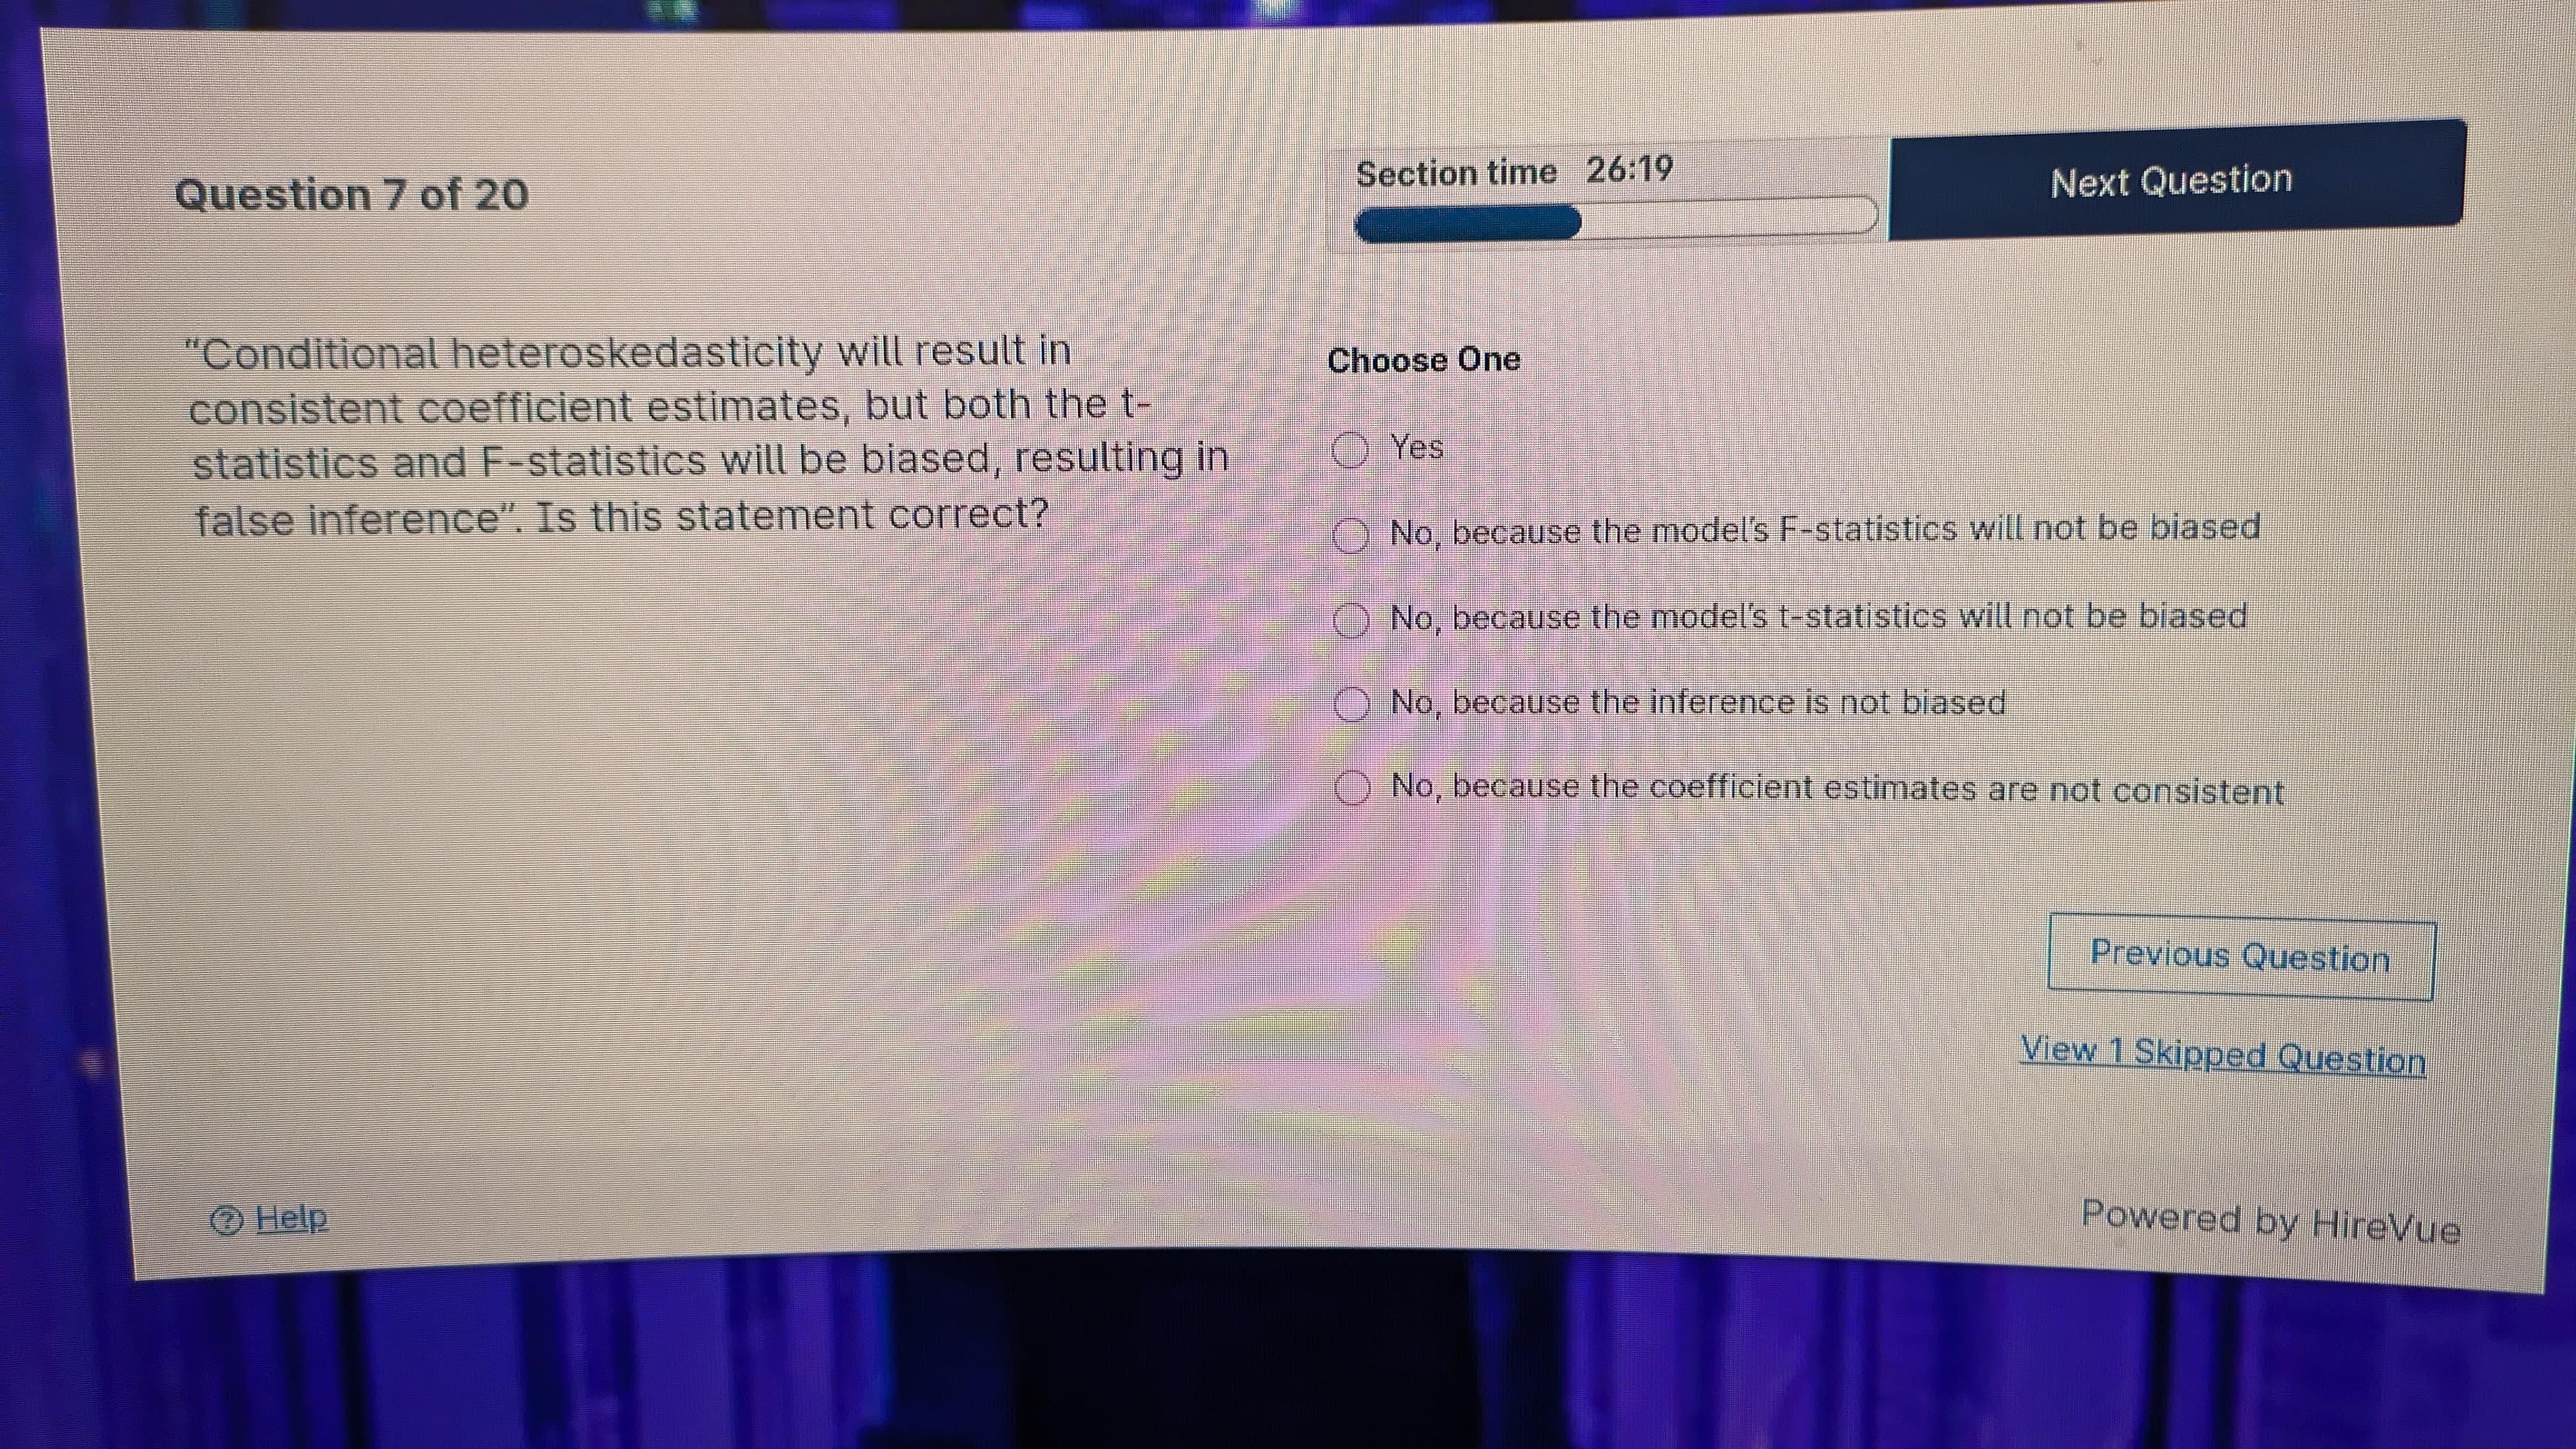 Question 7 of 20
Section time 26:19
Next Question
"Conditional heteroskedasticity will result in
consistent coefficient estimates, but both the t-
statistics and F-statistics will be biased, resulting in
false inference". Is this statement correct?
Choose One
Yes
No, because the model's F-statistics will not be biased
No, because the model's t-statistics will not be biased
No, because the inference is not biased
No, because the coefficient estimates are not consistent
Previous Question
View 1 Skipped Question
? Help
Powered by HireVue